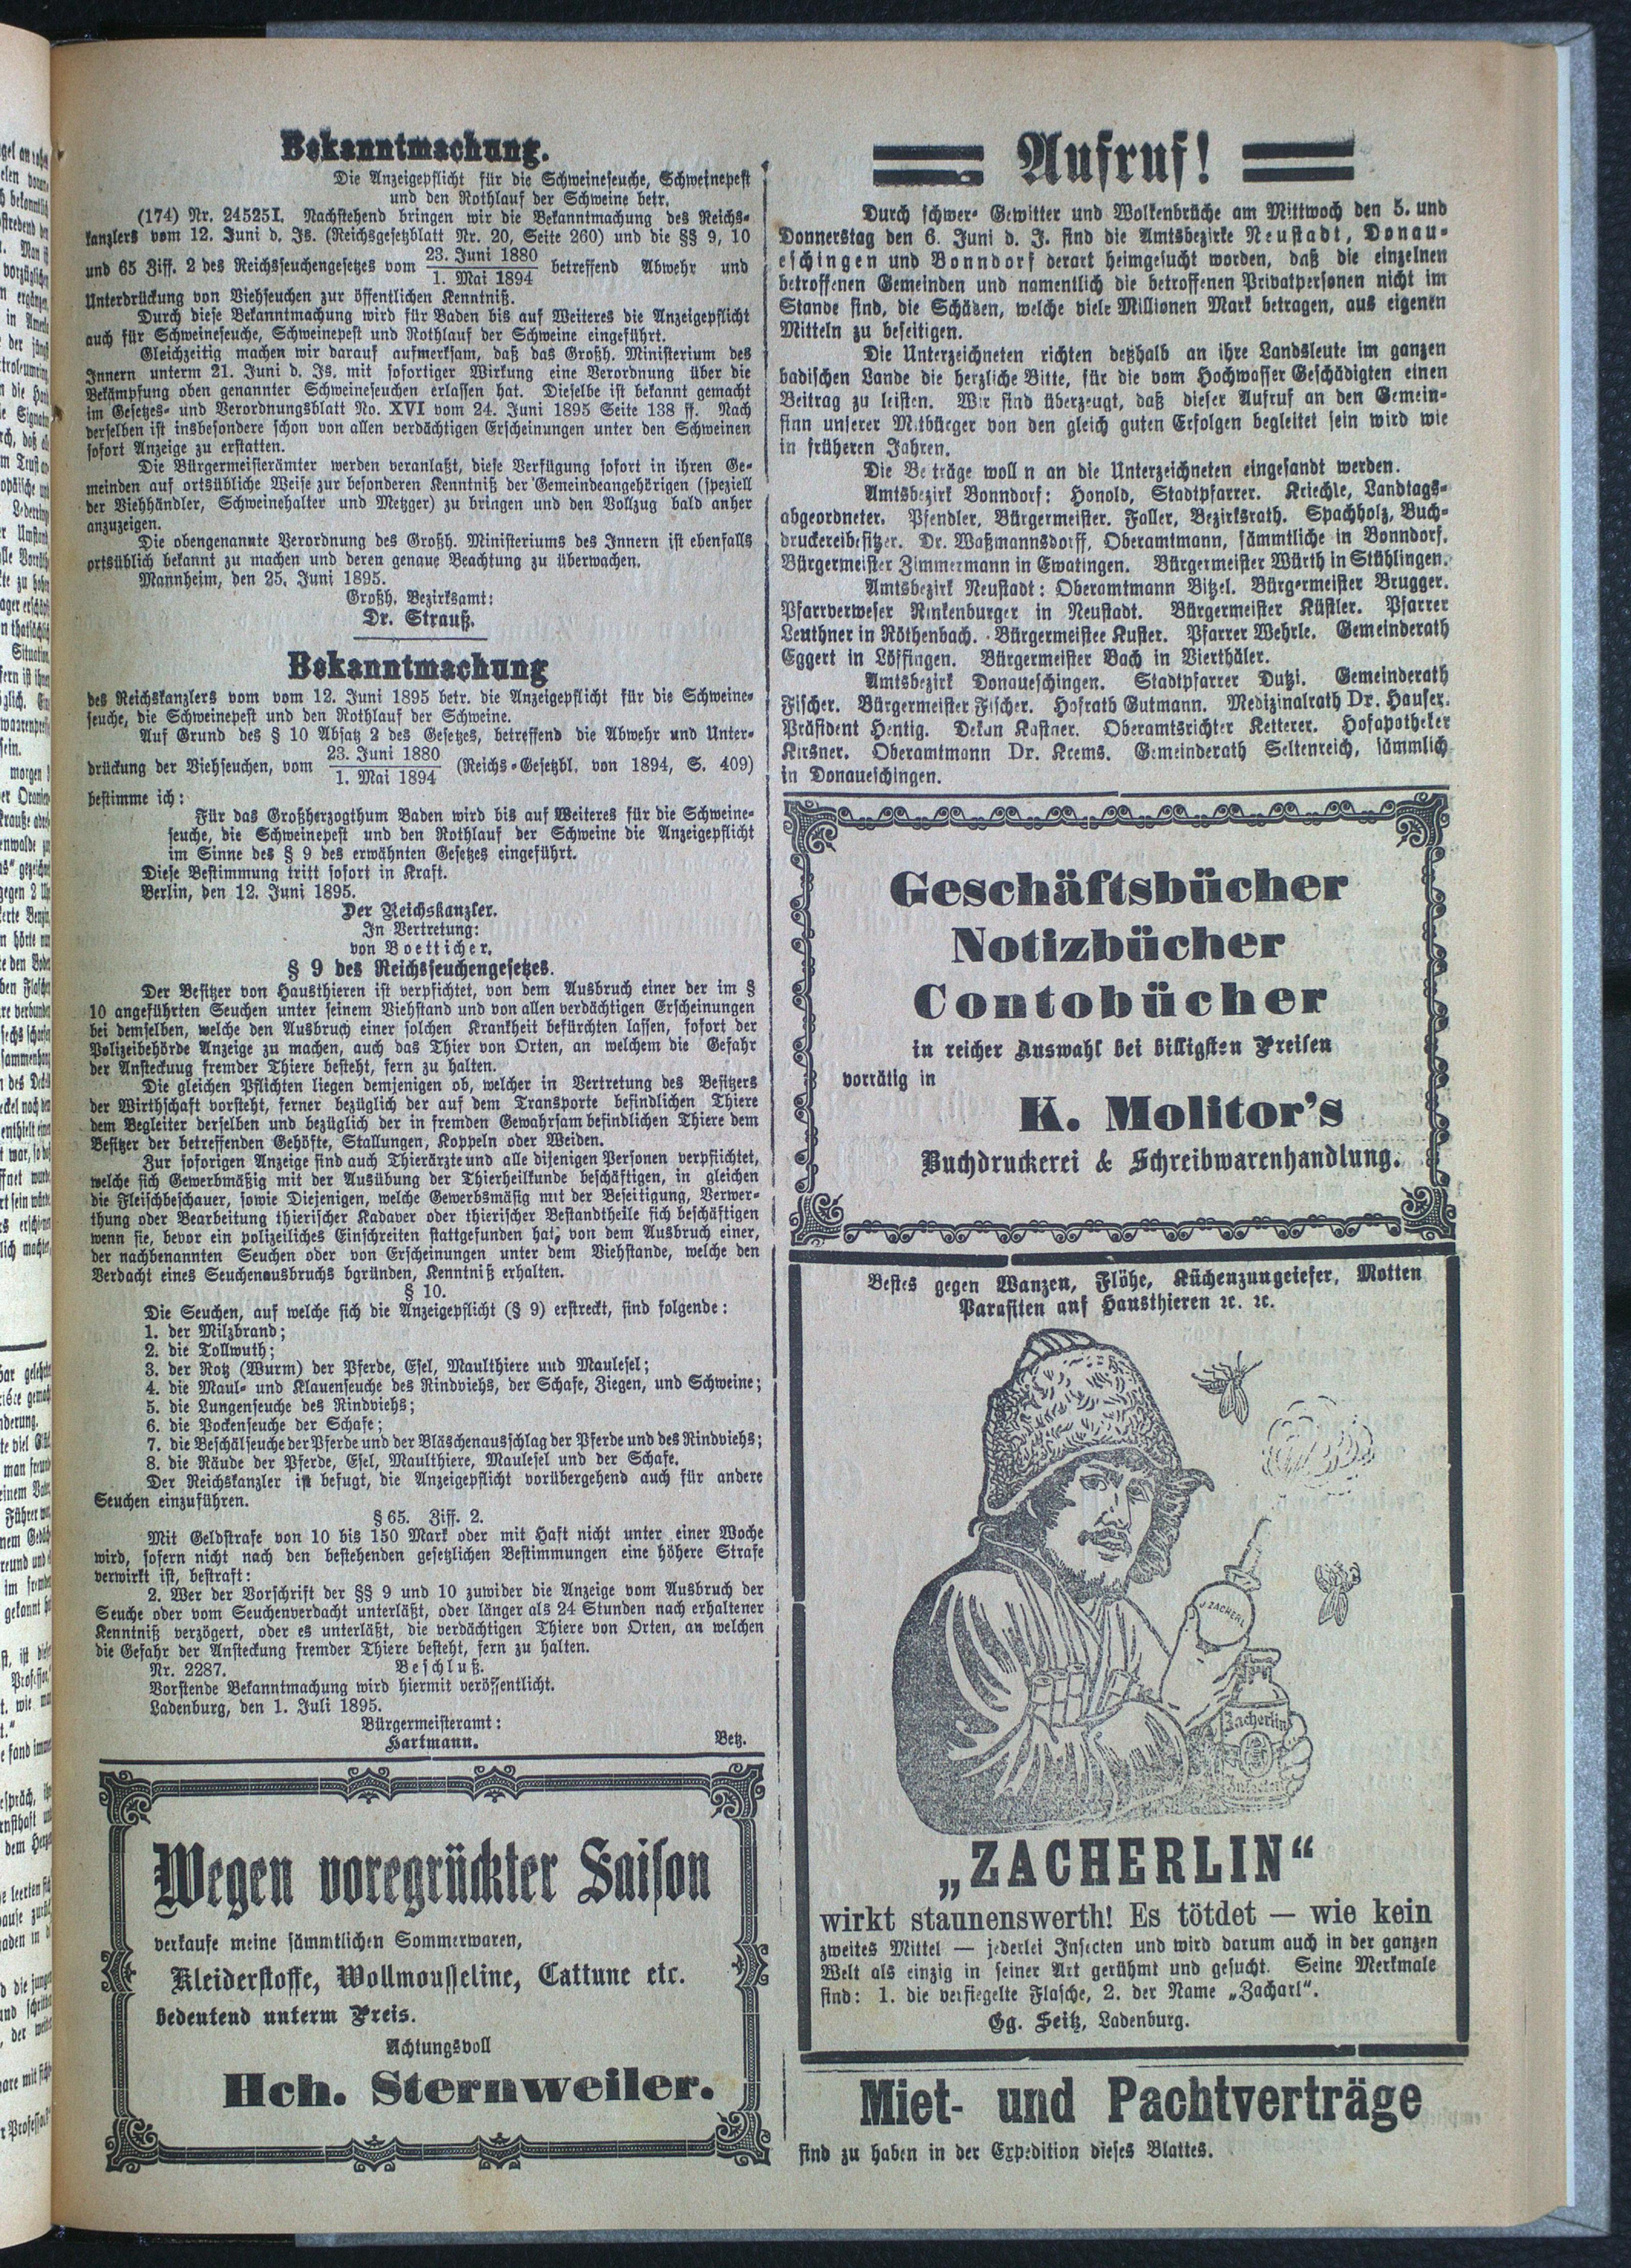 Bekanntmachung.
Die Anzeigepflicht für die Schweineseuche, Schweinepest
und den Rothlauf der Schweine betr.
(174) Nr. 24525I. Nachstehend bringen wir die Bekanntmachung des Reichs-
kanzlers vom 12. Juni d. Js. (Reichsgesetzblatt Nr. 20, Seite 260) und die §§ 9, 10
und 65 Ziff. 2 des Reichsseuchengesetzes vom 23. Juni 1880 / 1. Mai 1894 betreffend Abwehr und
Unterdrückung von Viehseuchen zur öffentlichen Kenntniß.
Durch diese Bekanntmachung wird für Baden bis auf Weiteres die Anzeigepflicht
auch für Schweineseuche, Schweinepest und Rothlauf der Schweine eingeführt.
Gleichzeitig machen wir darauf aufmerksam, daß das Großh. Ministerium des
Innern unterm 21. Juni d. Js. mit sofortiger Wirkung eine Verordnung über die
Bekämpfung oben genannter Schweineseuchen erlassen hat. Dieselbe ist bekannt gemacht
im Gesetzes- und Verordnungsblatt No. XVI vom 24. Juni 1895 Seite 138 ff. Nach
derselben ist insbesondere schon von allen verdächtigen Erscheinungen unter den Schweinen
sofort Anzeige zu erstatten.
Die Bürgermeisterämter werden veranlaßt, diese Verfügung sofort in ihren Ge-
meinden auf ortsübliche Weise zur besonderen Kenntniß der Gemeindeangehörigen (speziell
der Viehhändler, Schweinehalter und Metzger) zu bringen und den Vollzug bald anher
anzuzeigen.
Die obengenannte Verordnung des Großh. Ministeriums des Innern ist ebenfalls
ortsüblich bekannt zu machen und deren genaue Beachtung zu überwachen.
Mannheim, den 25. Juni 1895.
Großh. Bezirksamt:
Dr. Strauß.
Bekanntmachung
des Reichskanzlers vom vom 12. Juni 1895 betr. die Anzeigepflicht für die Schweine-
seuche, die Schweinepest und den Rothlauf der Schweine.
Auf Grund des § 10 Absatz 2 des Gesetzes, betreffend die Abwehr und Unter-
drückung der Viehseuchen, vom 23. Juni 1880 / 1. Mai 1894 (Reichs-Gesetzbl. von 1894, S. 409)
bestimme ich:
Für das Großherzogthum Baden wird bis auf Weiteres für die Schweine-
seuche, die Schweinepest und den Rothlauf der Schweine die Anzeigepflicht
im Sinne des § 9 des erwähnten Gesetzes eingeführt.
Diese Bestimmung tritt sofort in Kraft.
Berlin, den 12. Juni 1895.
Der Reichskanzler.
In Vertretung:
von Boetticher.
§ 9 des Reichsseuchengesetzes.
Der Besitzer von Hausthieren ist verpfichtet, von dem Ausbruch einer der im §
10 angeführten Seuchen unter seinem Viehstand und von allen verdächtigen Erscheinungen
bei demselben, welche den Ausbruch einer solchen Krankheit befürchten lassen, sofort der
Polizeibehörde Anzeige zu machen, auch das Thier von Orten, an welchem die Gefahr
der Ansteckuug fremder Thiere besteht, fern zu halten.
Die gleichen Pflichten liegen demjenigen ob, welcher in Vertretung des Besitzers
der Wirthschaft vorsteht, ferner bezüglich der auf dem Transporte befindlichen Thiere
dem Begleiter derselben und bezüglich der in fremden Gewahrsam befindlichen Thiere dem
Besitzer der betreffenden Gehöfte, Stallungen, Koppeln oder Weiden.
Zur soforigen Anzeige sind auch Thierärzte und alle dijenigen Personen verpflichtet,
welche sich Gewerbmäßig mit der Ausübung der Thierheilkunde beschäftigen, in gleichen
die Fleischbeschauer, sowie Diejenigen, welche Gewerbsmäsig mit der Beseitigung, Verwer-
thung oder Bearbeitung thierischer Kadaver oder thierischer Bestandtheile sich beschäftigen
wenn sie, bevor ein polizeiliches Einschreiten stattgefunden hat, von dem Ausbruch einer,
der nachbenannten Seuchen oder von Erscheinungen unter dem Viehstande, welche den
Verdacht eines Seuchenausbruchs bgründen, Kenntniß erhalten.
§ 10.
Die Seuchen, auf welche sich die Anzeigepflicht (§ 9) erstreckt, sind folgende:
1. der Milzbrand;
2. die Tollwuth;
3. der Rotz (Wurm) der Pferde, Esel, Maulthiere und Maulesel;
4. die Maul- und Klauenseuche des Rindviehs, der Schafe, Ziegen, und Schweine;
5. die Lungenseuche des Rindviehs;
6. die Pockenseuche der Schafe;
7. die Beschälseuche der Pferde und der Bläschenausschlag der Pferde und des Rindviehs;
8. die Räude der Pferde, Esel, Maulthiere, Maulesel und der Schafe.
Der Reichskanzler ist befugt, die Anzeigepflicht vorübergehend auch für andere
Seuchen einzuführen.
§ 65. Ziff. 2.
Mit Geldstrafe von 10 bis 150 Mark oder mit Haft nicht unter einer Woche
wird, sofern nicht nach den bestehenden gesetzlichen Bestimmungen eine höhere Strafe
verwirkt ist, bestraft:
2. Wer der Vorschrift der §§ 9 und 10 zuwider die Anzeige vom Ausbruch der
Seuche oder vom Seuchenverdacht unterläßt, oder länger als 24 Stunden nach erhaltener
Kenntniß verzögert, oder es unterläßt, die verdächtigen Thiere von Orten, an welchen
die Gefahr der Ansteckung fremder Thiere besteht, fern zu halten.
Nr. 2287. Beschluß.
Vorstende Bekanntmachung wird hiermit veröffentlicht.
Ladenburg, den 1. Juli 1895.
Bürgermeisteramt:
Hartmann. Betz.
Wegen voregrückter Saison
verkaufe meine sämmtlichen Sommerwaren,
Kleiderstoffe, Wollmousseline, Cattune etc.
bedeutend unterm Preis.
Achtungsvoll
Hch. Sternweiler.
Aufruf!
Durch schwere Gewitter und Wolkenbrüche am Mittwoch den 5. und
Donnerstag den 6. Juni d. J. sind die Amtsbezirke Neustadt, Donau-
eschingen und Bonndorf derart heimgesucht worden, daß die einzelnen
betroffenen Gemeinden und namentlich die betroffenen Privatpersonen nicht im
Stande sind, die Schäden, welche viele Millionen Mark betragen, aus eigenen
Mitteln zu beseitigen.
Die Unterzeichneten richten deßhalb an ihre Landsleute im ganzen
badischen Lande die herzliche Bitte, für die vom Hochwasser Geschädigten einen
Beitrag zu leisten. Wir sind überzeugt, daß dieser Aufruf an den Gemein-
sinn unserer Mitbürger von den gleich guten Erfolgen begleitet sein wird wie
in früheren Jahren.
Die Be träge woll n an die Unterzeichneten eingesandt werden.
Amtsbezirk Bonndorf: Honold, Stadtpfarrer. Kriechle, Landtags-
abgeordneter. Pfendler, Bürgermeister. Faller, Bezirksrath. Spachholz, Buch-
druckereibesitzer. Dr. Waßmannsdorff, Oberamtmann, sämmtliche in Bonndorf.
Bürgermeister Zimmermann in Ewatingen. Bürgermeister Würth in Stühlingen.
Amtsbezirk Neustadt: Oberamtmann Bitzel. Bürgermeister Brugger.
Pfarrverweser Rinkenburger in Neustadt. Bürgermeister Küstler. Pfarrer
Leuthner in Röthenbach. Bürgermeistee Kuster. Pfarrer Wehrle. Gemeinderath
Eggert in Löffingen. Bürgermeister Bach in Vierthäler.
Amtsbezirk Donaueschingen. Stadtpfarrer Dutzi. Gemeinderath
Fischer. Bürgermeister Fischer. Hofrath Gutmann. Medizinalrath Dr. Hauser.
Präsident Hentig. Dekan Kastner. Oberamtsrichter Ketterer. Hofapotheker
Kirsner. Oberamtmann Dr. Krems. Gemeinderath Seltenreich, sämmlich
in Donaueschingen.
Geschäftsbücher
Notizbücher
Contobücher
in reicher Auswahl bei billigsten Preisen
vorrätig in
K. Molitor's
Buchdruckerei & Schreibwarenhandlung.
Bestes gegen Wanzen, Flöhe, Küchenzungeiefer, Motten
Parasiten auf Hausthieren ꝛc. ꝛc.
J. ZACHERL
Zacherlin
„ZACHERLIN“
wirkt staunenswerth! Es tötdet — wie kein
zweites Mittel — jederlei Insecten und wird darum auch in der ganzen
Welt als einzig in seiner Art gerühmt und gesucht. Seine Merkmale
sind: 1. die versiegelte Flasche, 2. der Name „Zacharl“.
Gg. Seitz, Ladenburg.
Miet- und Pachtverträge
sind zu haben in der Expedition dieses Blattes.